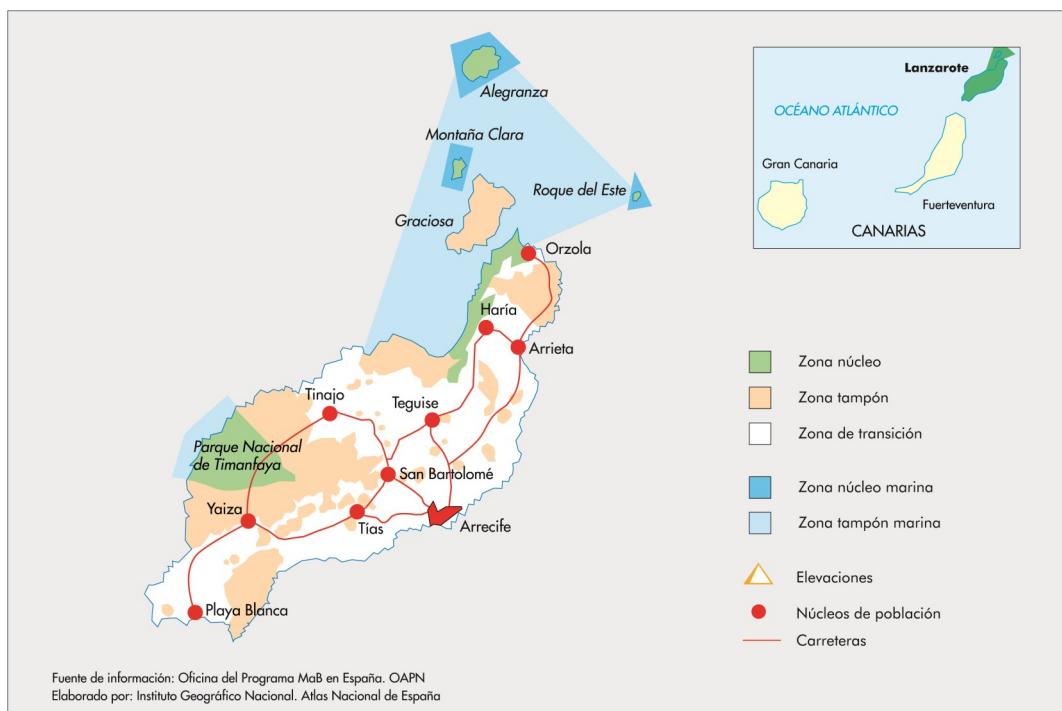 Alegranza
Montaña Clara
Roque del Este
Graciosa
Orzola
Haría
Arrieta
Tinajo
Teguise
Parque Nacional
de Timanfaya
San Bartolomé
Yaiza
Tías
Arrecife
Playa Blanca
Lanzarote
OCÉANO ATLÁNTICO
Gran Canaria
Fuerteventura
CANARIAS
Zona núcleo
Zona tampón
Zona de transición
Zona núcleo marina
Zona tampón marina
Elevaciones
Núcleos de población
Carreteras
Fuente de información: Oficina del Programa MaB en España. OAPN
Elaborado por: Instituto Geográfico Nacional. Atlas Nacional de España